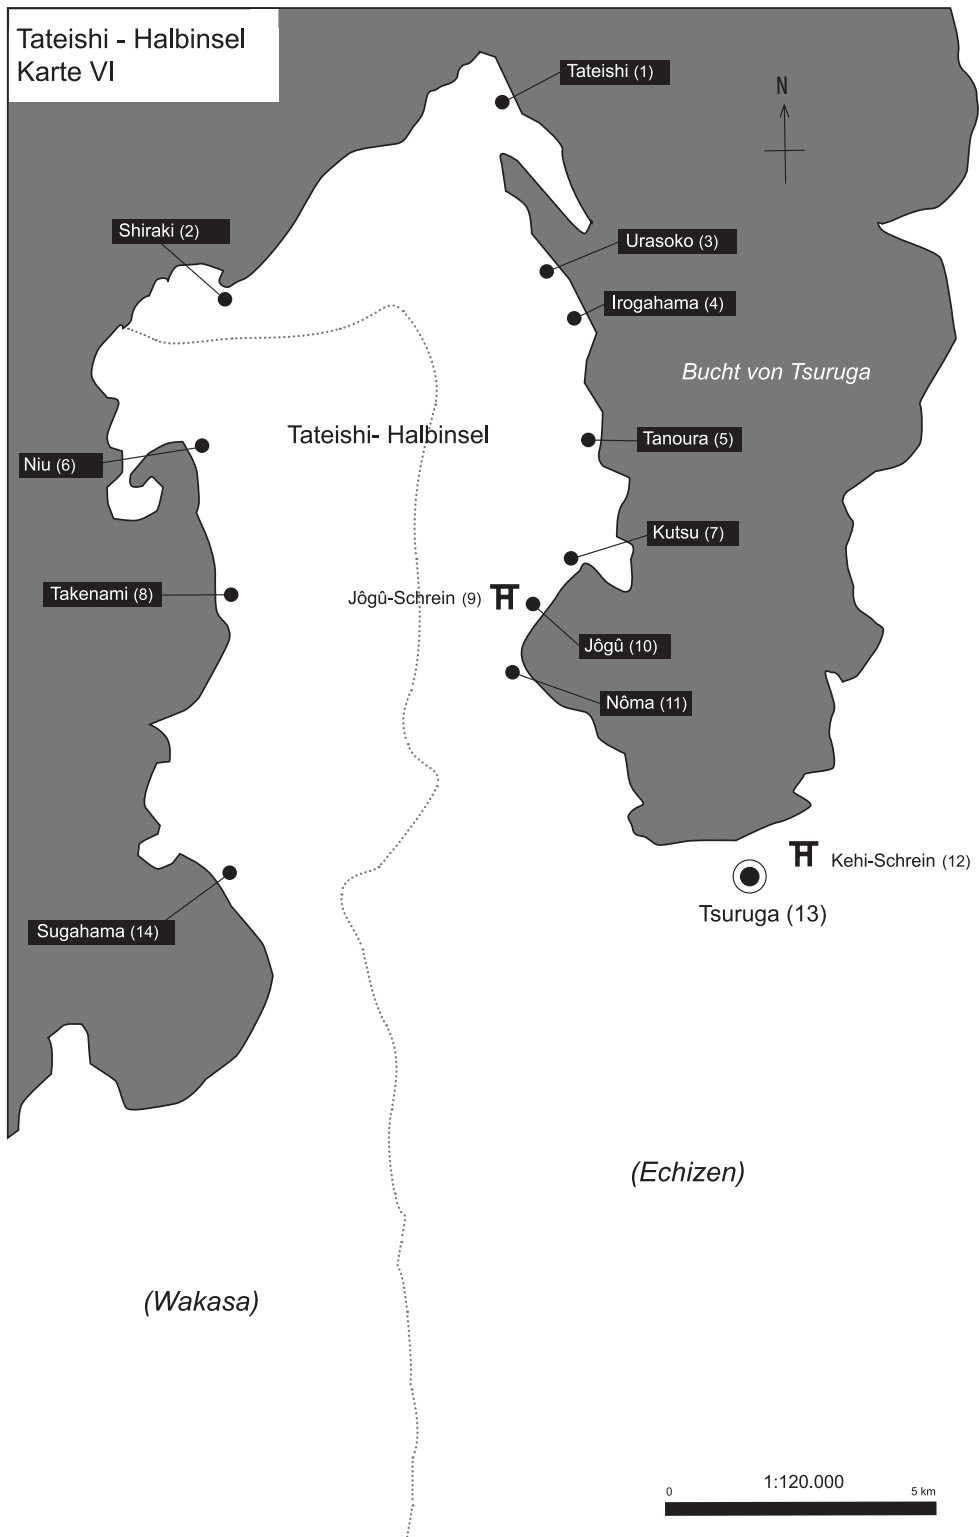 Tateishi - Halbinsel
Karte VI
Tateishi (1)
N
Shiraki (2)
Urasoko (3)
Irogahama (4)
Bucht von Tsuruga
Tateishi- Halbinsel
Tanoura (5)
Niu (6)
Kutsu (7)
Takenami (8)
Jôgû-Schrein (9)
Jôgû (10)
Nôma (11)
Kehi-Schrein (12)
Tsuruga (13)
Sugahama (14)
(Echizen)
(Wakasa)
1:120.000
0 5 km